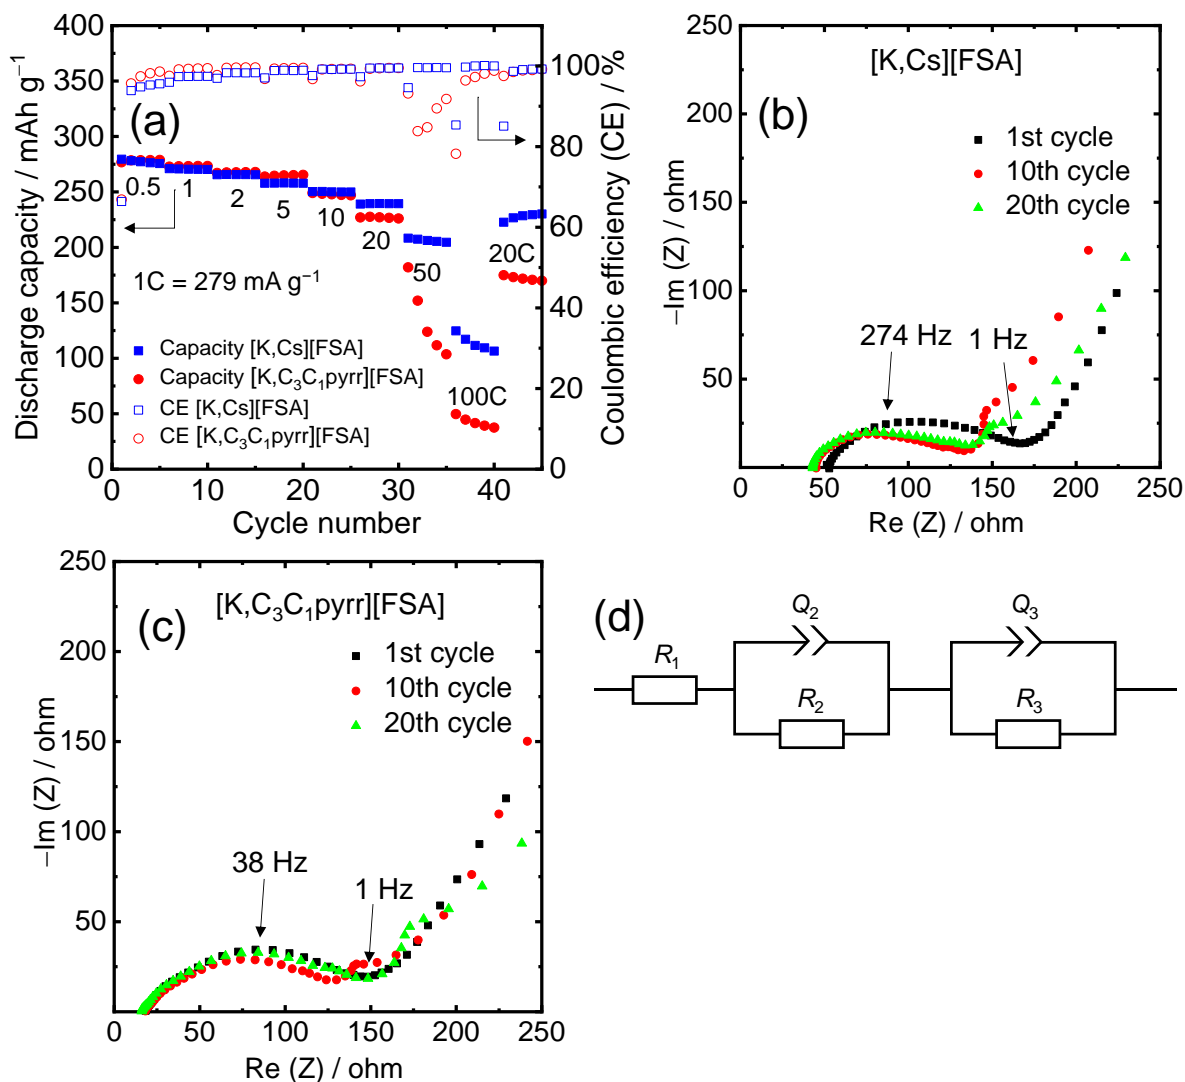 (a)
Discharge capacity / mAh g⁻¹
400
350
300
250
200
150
100
50
0
0 10 20 30 40
Cycle number
100%
80
60
40
20
0
Coulombic efficiency (CE) / %
0.5 1 2 5 10 20 50 100C 20C
1C = 279 mA g⁻¹
Capacity [K,Cs][FSA]
Capacity [K,C₃C₁pyrr][FSA]
CE [K,Cs][FSA]
CE [K,C₃C₁pyrr][FSA]
(b)
[K,Cs][FSA]
1st cycle
10th cycle
20th cycle
274 Hz
1 Hz
−Im (Z) / ohm
250
200
150
100
50
0 50 100 150 200 250
Re (Z) / ohm
(c)
[K,C₃C₁pyrr][FSA]
1st cycle
10th cycle
20th cycle
38 Hz
1 Hz
−Im (Z) / ohm
250
200
150
100
50
0
0 50 100 150 200 250
Re (Z) / ohm
(d)
R₁
Q₂
R₂
Q₃
R₃